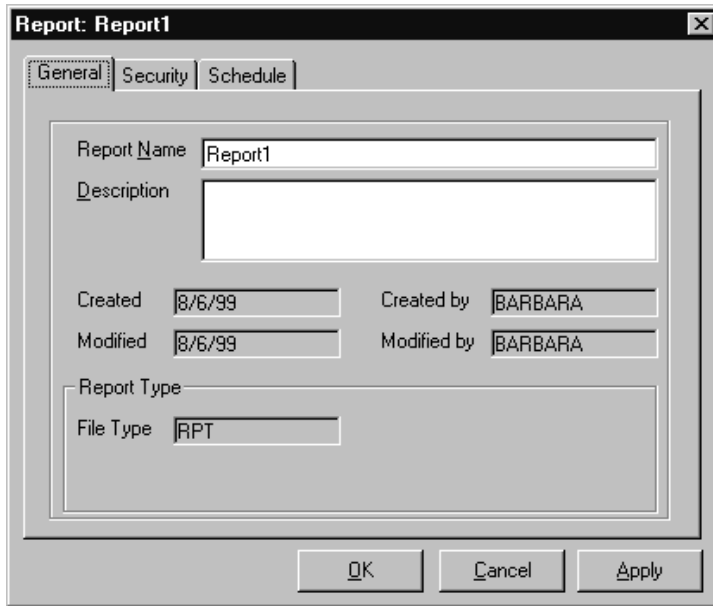 Report: Report1
General Security Schedule
Report Name Report1
Description
Created 8/6/99 Created by BARBARA
Modified 8/6/99 Modified by BARBARA
Report Type
File Type RPT
OK Cancel Apply